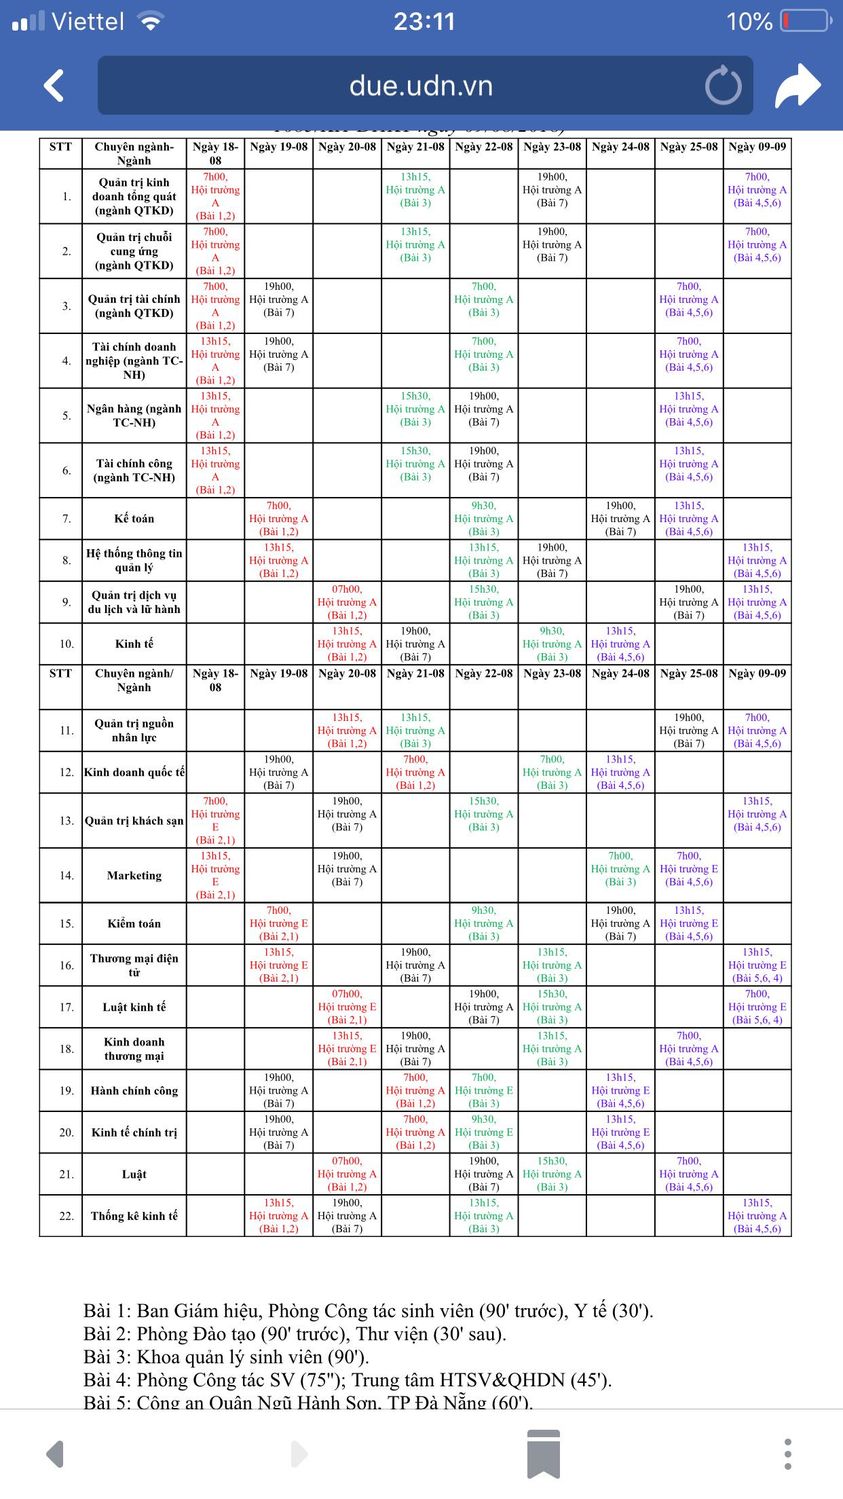 Viettel
23:11
10%
due.udn.vn
STT
Chuyên ngành-
Ngành
Ngày 18-
08
Ngày 19-08
Ngày 20-08
Ngày 21-08
Ngày 22-08
Ngày 23-08
Ngày 24-08
Ngày 25-08
Ngày 09-09
1.
Quản trị kinh
doanh tổng quát
(ngành QTKD)
7h00,
Hội trường
A
(Bài 1,2)
13h15,
Hội trường A
(Bài 3)
19h00,
Hội trường A
(Bài 7)
7h00,
Hội trường A
(Bài 4,5,6)
2.
Quản trị chuỗi
cung ứng
(ngành QTKD)
7h00,
Hội trường
A
(Bài 1,2)
13h15,
Hội trường A
(Bài 3)
19h00,
Hội trường A
(Bài 7)
7h00,
Hội trường A
(Bài 4,5,6)
3.
Quản trị tài chính
(ngành QTKD)
7h00,
Hội trường
A
(Bài 1,2)
19h00,
Hội trường A
(Bài 7)
7h00,
Hội trường A
(Bài 3)
7h00,
Hội trường A
(Bài 4,5,6)
4.
Tài chính doanh
nghiệp (ngành TC-
NH)
13h15,
Hội trường
A
(Bài 1,2)
19h00,
Hội trường A
(Bài 7)
7h00,
Hội trường A
(Bài 3)
7h00,
Hội trường A
(Bài 4,5,6)
5.
Ngân hàng (ngành
TC-NH)
13h15,
Hội trường
A
(Bài 1,2)
15h30,
Hội trường A
(Bài 3)
19h00,
Hội trường A
(Bài 7)
13h15,
Hội trường A
(Bài 4,5,6)
6.
Tài chính công
(ngành TC-NH)
13h15,
Hội trường
A
(Bài 1,2)
15h30,
Hội trường A
(Bài 3)
19h00,
Hội trường A
(Bài 7)
13h15,
Hội trường A
(Bài 4,5,6)
7.
Kế toán
7h00,
Hội trường A
(Bài 1,2)
9h30,
Hội trường A
(Bài 3)
19h00,
Hội trường A
(Bài 7)
13h15,
Hội trường A
(Bài 4,5,6)
8.
Hệ thống thông tin
quản lý
13h15,
Hội trường A
(Bài 1,2)
13h15,
Hội trường A
(Bài 3)
19h00,
Hội trường A
(Bài 7)
13h15,
Hội trường A
(Bài 4,5,6)
9.
Quản trị dịch vụ
du lịch và lữ hành
07h00,
Hội trường A
(Bài 1,2)
15h30,
Hội trường A
(Bài 3)
19h00,
Hội trường A
(Bài 7)
13h15,
Hội trường A
(Bài 4,5,6)
10.
Kinh tế
13h15,
Hội trường A
(Bài 1,2)
19h00,
Hội trường A
(Bài 7)
9h30,
Hội trường A
(Bài 3)
13h15,
Hội trường A
(Bài 4,5,6)
STT
Chuyên ngành/
Ngành
Ngày 18-
08
Ngày 19-08
Ngày 20-08
Ngày 21-08
Ngày 22-08
Ngày 23-08
Ngày 24-08
Ngày 25-08
Ngày 09-09
11.
Quản trị nguồn
nhân lực
13h15,
Hội trường A
(Bài 1,2)
13h15,
Hội trường A
(Bài 3)
19h00,
Hội trường A
(Bài 7)
7h00,
Hội trường A
(Bài 4,5,6)
12.
Kinh doanh quốc tế
19h00,
Hội trường A
(Bài 7)
7h00,
Hội trường A
(Bài 1,2)
7h00,
Hội trường A
(Bài 3)
13h15,
Hội trường A
(Bài 4,5,6)
13.
Quản trị khách sạn
7h00,
Hội trường
E
(Bài 2,1)
19h00,
Hội trường A
(Bài 7)
15h30,
Hội trường A
(Bài 3)
13h15,
Hội trường A
(Bài 4,5,6)
14.
Marketing
13h15,
Hội trường
E
(Bài 2,1)
19h00,
Hội trường A
(Bài 7)
7h00,
Hội trường A
(Bài 3)
7h00,
Hội trường E
(Bài 4,5,6)
15.
Kiểm toán
7h00,
Hội trường E
(Bài 2,1)
9h30,
Hội trường A
(Bài 3)
19h00,
Hội trường A
(Bài 7)
13h15,
Hội trường E
(Bài 4,5,6)
16.
Thương mại điện
tử
13h15,
Hội trường E
(Bài 2,1)
19h00,
Hội trường A
(Bài 7)
13h15,
Hội trường A
(Bài 3)
13h15,
Hội trường E
(Bài 5,6, 4)
17.
Luật kinh tế
07h00,
Hội trường E
(Bài 2,1)
19h00,
Hội trường A
(Bài 7)
15h30,
Hội trường A
(Bài 3)
7h00,
Hội trường E
(Bài 5,6, 4)
18.
Kinh doanh
thương mại
13h15,
Hội trường E
(Bài 2,1)
19h00,
Hội trường A
(Bài 7)
13h15,
Hội trường A
(Bài 3)
7h00,
Hội trường A
(Bài 4,5,6)
19.
Hành chính công
19h00,
Hội trường A
(Bài 7)
7h00,
Hội trường A
(Bài 1,2)
7h00,
Hội trường E
(Bài 3)
13h15,
Hội trường E
(Bài 4,5,6)
20.
Kinh tế chính trị
19h00,
Hội trường A
(Bài 7)
7h00,
Hội trường A
(Bài 1,2)
9h30,
Hội trường E
(Bài 3)
13h15,
Hội trường E
(Bài 4,5,6)
21.
Luật
07h00,
Hội trường A
(Bài 1,2)
19h00,
Hội trường A
(Bài 7)
15h30,
Hội trường A
(Bài 3)
7h00,
Hội trường A
(Bài 4,5,6)
22.
Thống kê kinh tế
13h15,
Hội trường A
(Bài 1,2)
19h00,
Hội trường A
(Bài 7)
13h15,
Hội trường A
(Bài 3)
13h15,
Hội trường A
(Bài 4,5,6)
Bài 1: Ban Giám hiệu, Phòng Công tác sinh viên (90' trước), Y tế (30').
Bài 2: Phòng Đào tạo (90' trước), Thư viện (30' sau).
Bài 3: Khoa quản lý sinh viên (90').
Bài 4: Phòng Công tác SV (75"); Trung tâm HTSV&QHDN (45').
Bài 5: Công an Quận Ngũ Hành Sơn, TP Đà Nẵng (60').